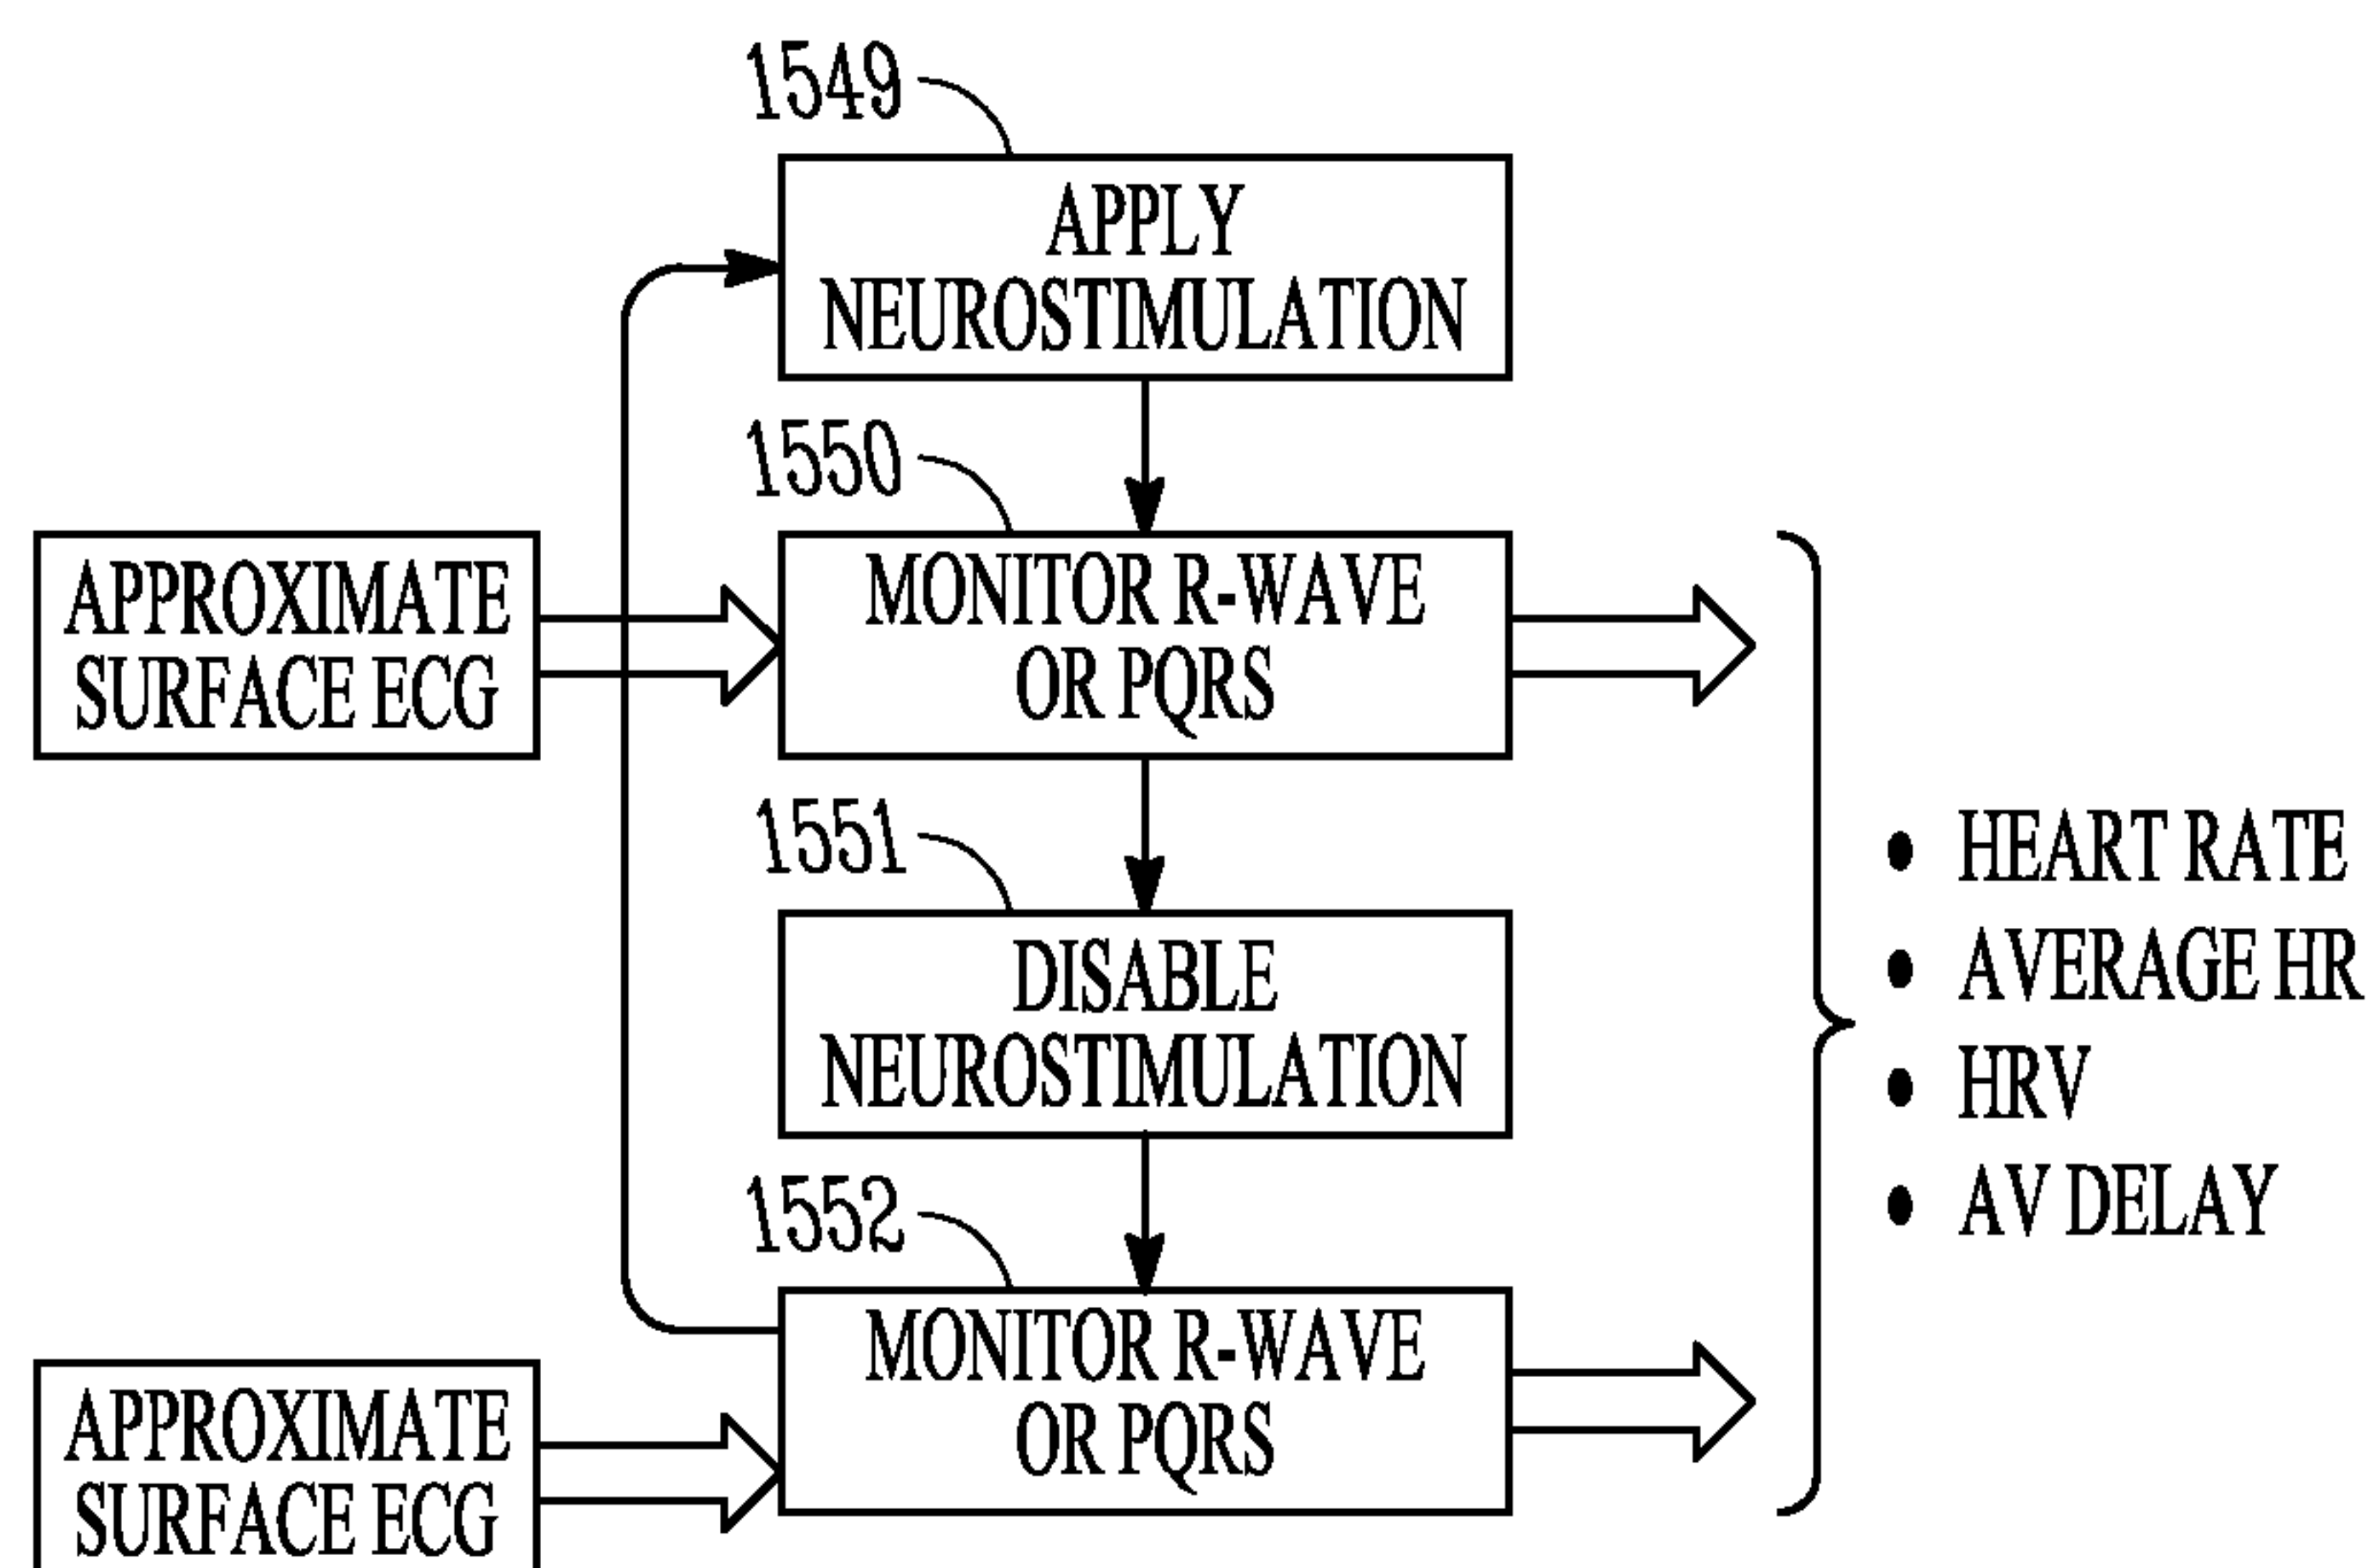 1549
APPLY
NEUROSTIMULATION
1550
APPROXIMATE
SURFACE ECG
MONITOR R-WAVE
OR PQRS
1551
DISABLE
NEUROSTIMULATION
1552
APPROXIMATE
SURFACE ECG
MONITOR R-WAVE
OR PQRS
• HEART RATE
• AVERAGE HR
• HRV
• AV DELAY